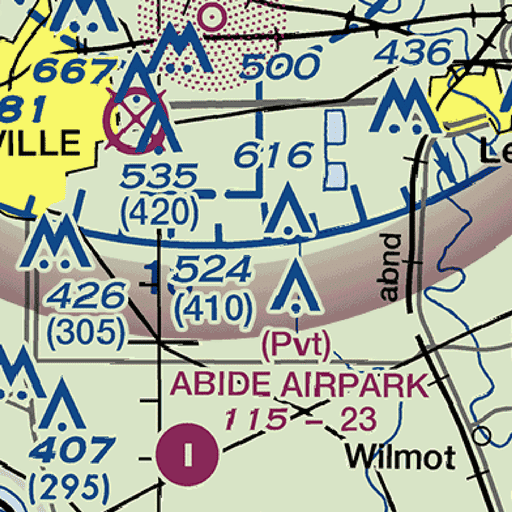 667
500
436
81
VILLE
616
Le
535
(420)
abnd
524
(410)
426
(305)
(Pvt)
ABIDE AIRPARK
115 – 23
407
(295)
I
Wilmot